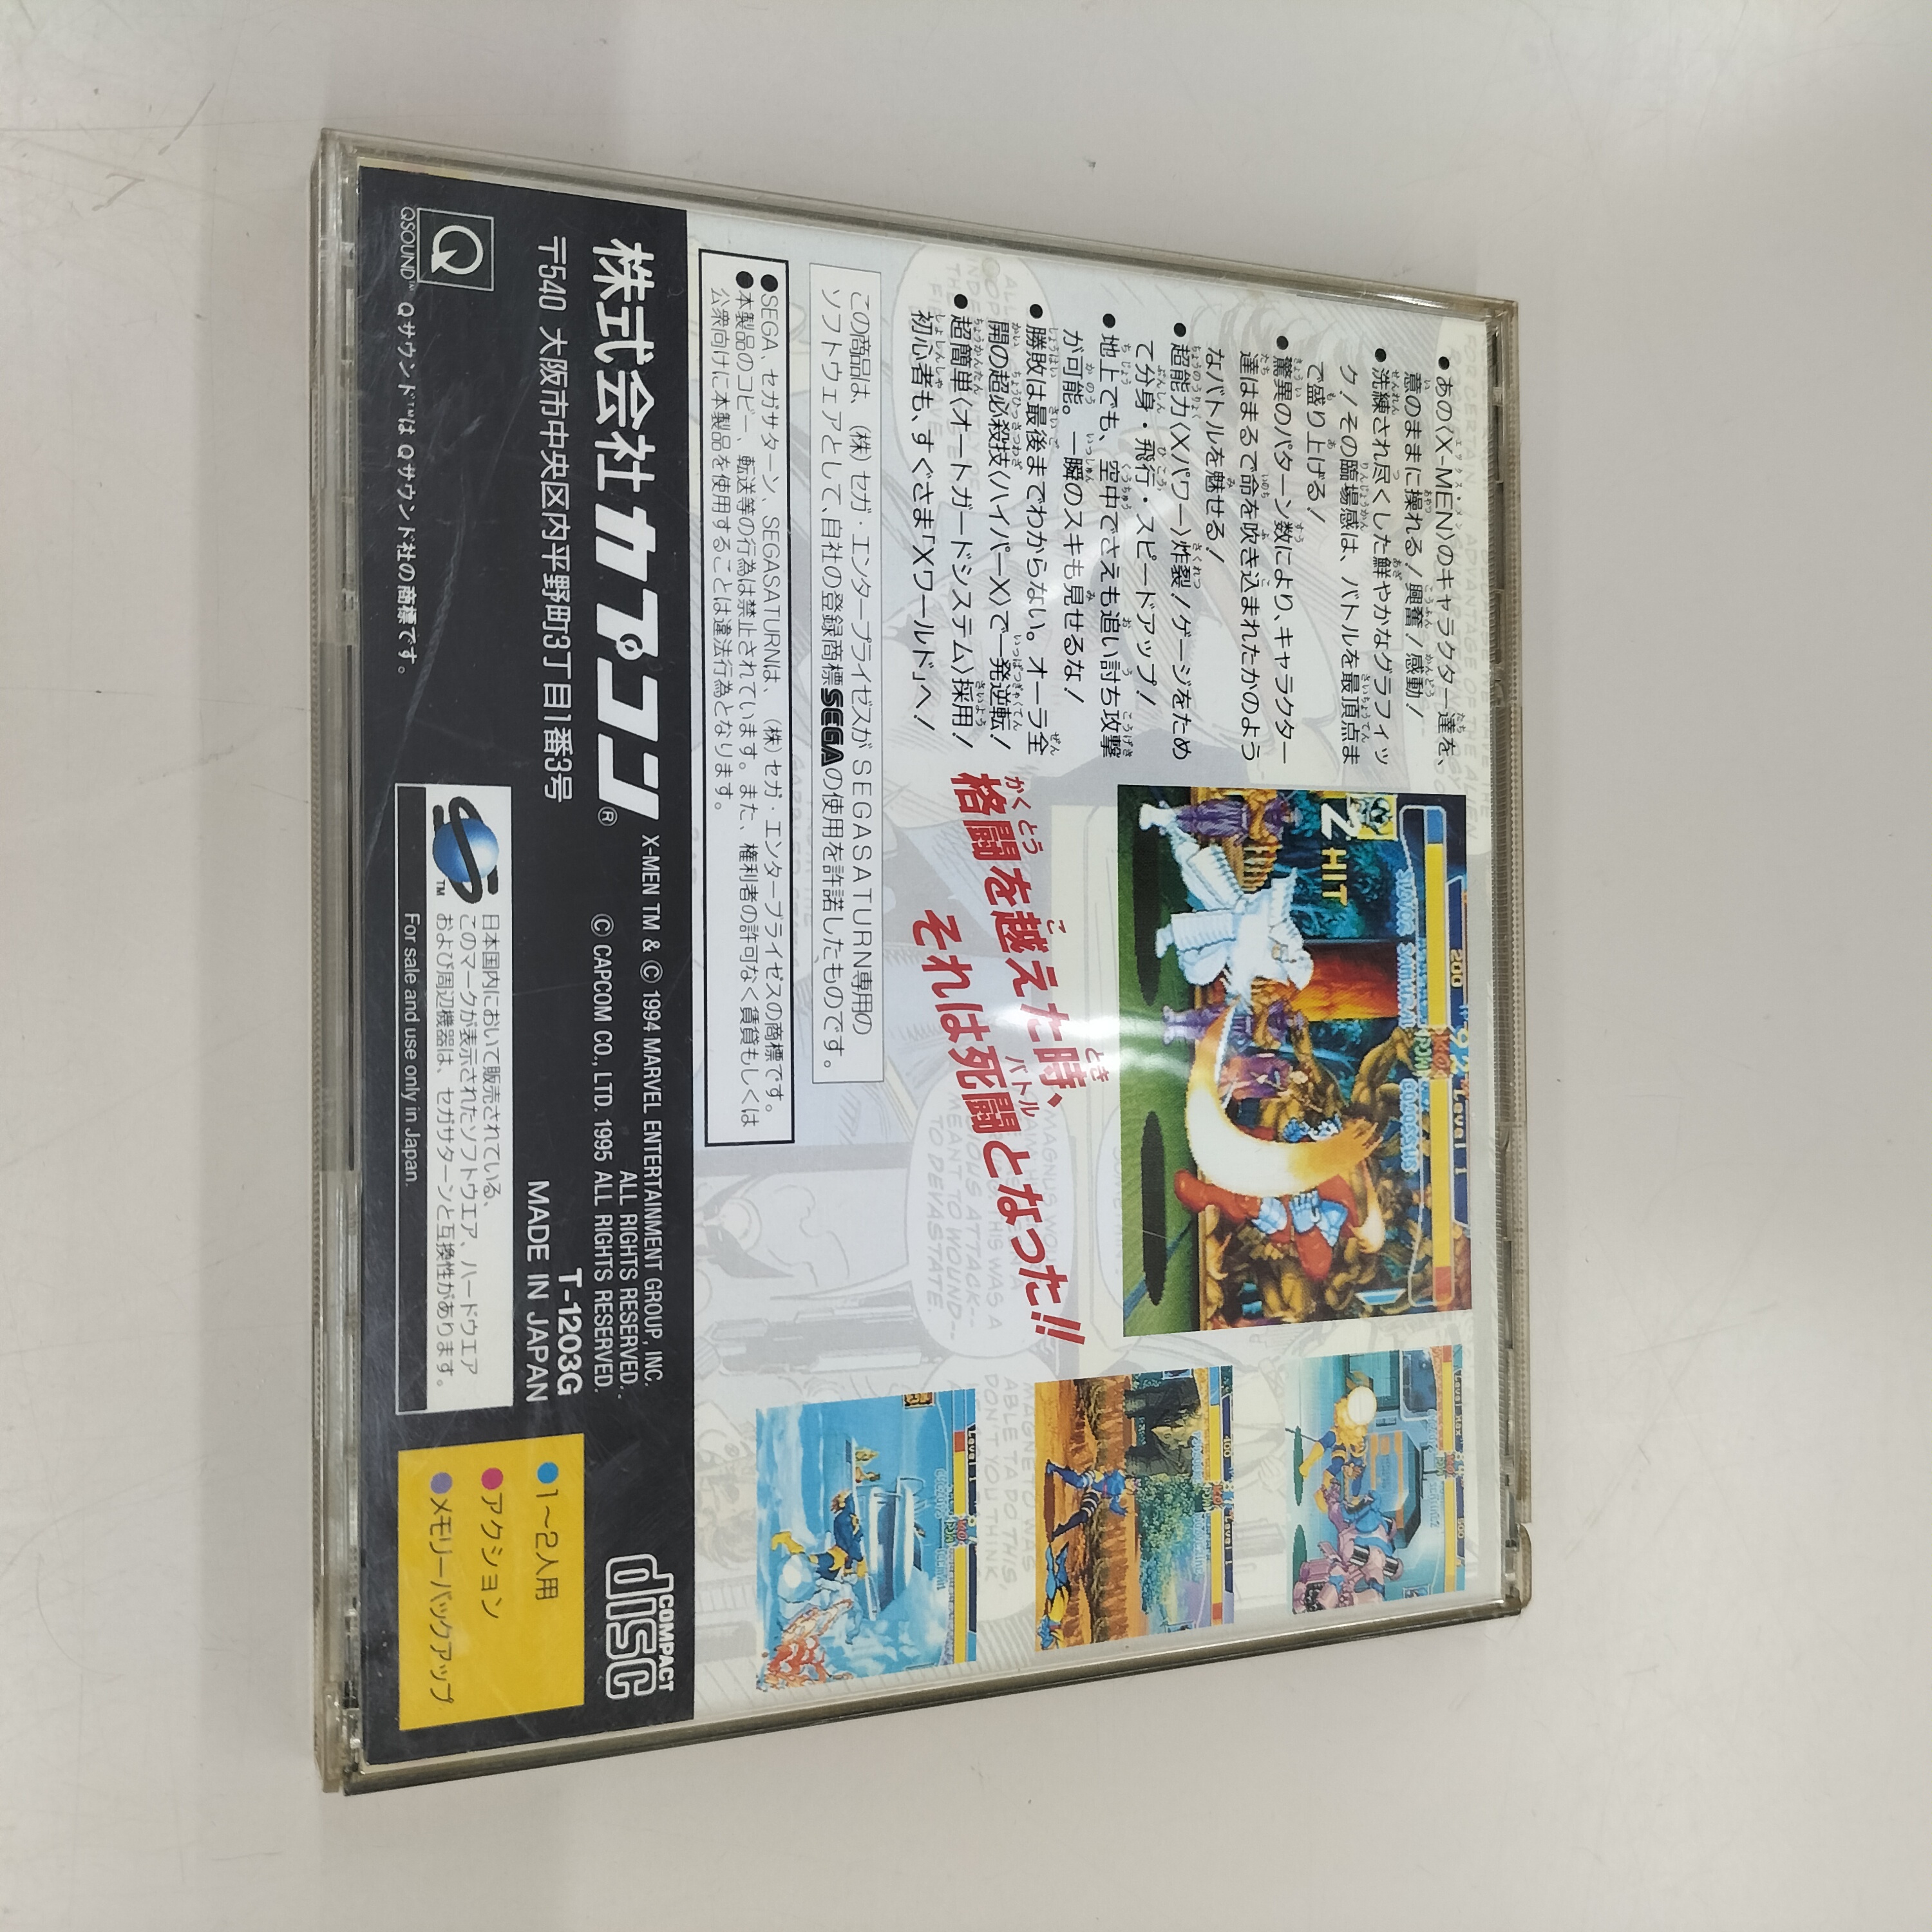 ●あの〈X-MEN〉のキャラクター達を、
意のままに操れる！興奮！感動！
●洗練され尽くした鮮やかなグラフィッ
ク！その臨場感は、バトルを最頂点ま
で盛り上げる！
●驚異のパターン数により、キャラクター
達はまるで命を吹き込まれたかのよう
なバトルを魅せる！
●超能力〈Xパワー〉炸裂！ゲージをため
て分身・飛行・スピードアップ！
●地上でも、空中でさえも追い討ち攻撃
が可能。一瞬のスキも見せるな！
●勝敗は最後までわからない。オーラ全
開の超必殺技〈ハイパーX〉で一発逆転！
●超簡単〈オートガードシステム〉採用！
初心者も、すぐさま「Xワールド」へ！
2 HIT
格闘を越えた時、
それは死闘となった!!
この商品は、(株)セガ・エンタープライゼスがSEGASATURN専用の
ソフトウェアとして、自社の登録商標SEGAの使用を許諾したものです。
●SEGA、セガサターン、SEGASATURNは、(株)セガ・エンタープライゼスの商標です。
●本製品のコピー、転送等の行為は禁止されています。また、権利者の許可なく賃貸もしくは
公衆向けに本製品を使用することは違法行為となります。
株式会社カプコン®
〒540 大阪市中央区内平野町3丁目1番3号
Q
QSOUND™ Qサウンド™はQサウンド社の商標です。
X-MEN TM & © 1994 MARVEL ENTERTAINMENT GROUP, INC.
ALL RIGHTS RESERVED.
© CAPCOM CO., LTD. 1995 ALL RIGHTS RESERVED.
T-1203G
MADE IN JAPAN
TM
日本国内において販売されている、
このマークが表示されたソフトウエア、ハードウエア
および周辺機器は、セガサターンと互換性があります。
For sale and use only in Japan.
COMPACT
disc
●1〜2人用
●アクション
●メモリーバックアップ